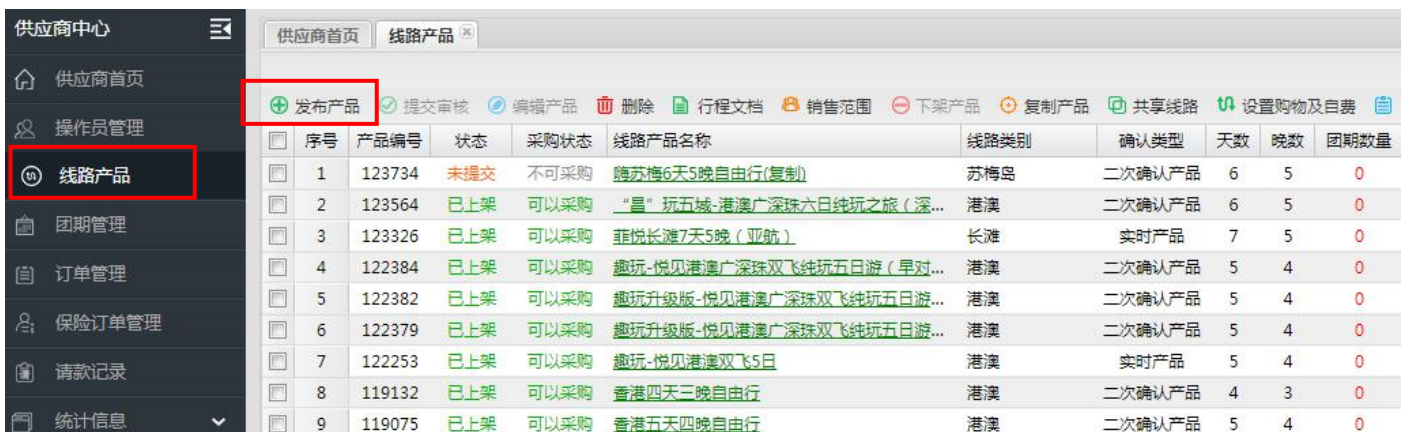 供应商中心
供应商首页
操作员管理
线路产品
团期管理
订单管理
保险订单管理
请款记录
统计信息
供应商首页 线路产品
发布产品 提交审核 编辑产品 删除 行程文档 销售范围 下架产品 复制产品 共享线路 设置购物及自费
序号 产品编号 状态 采购状态 线路产品名称 线路类别 确认类型 天数 晚数 团期数量
1 123734 未提交 不可采购 嗨苏梅6天5晚自由行(复制) 苏梅岛 二次确认产品 6 5 0
2 123564 已上架 可以采购 “昌”玩五城-港澳广深珠六日纯玩之旅（深... 港澳 二次确认产品 6 5 0
3 123326 已上架 可以采购 菲悦长滩7天5晚（亚航） 长滩 实时产品 7 5 0
4 122384 已上架 可以采购 趣玩-悦见港澳广深珠双飞纯玩五日游（早对... 港澳 二次确认产品 5 4 0
5 122382 已上架 可以采购 趣玩升级版-悦见港澳广深珠双飞纯玩五日游... 港澳 二次确认产品 5 4 0
6 122379 已上架 可以采购 趣玩升级版-悦见港澳广深珠双飞纯玩五日游... 港澳 二次确认产品 5 4 0
7 122253 已上架 可以采购 趣玩-悦见港澳双飞5日 港澳 实时产品 5 4 0
8 119132 已上架 可以采购 香港四天三晚自由行 港澳 二次确认产品 4 3 0
9 119075 已上架 可以采购 香港五天四晚自由行 港澳 二次确认产品 5 4 0